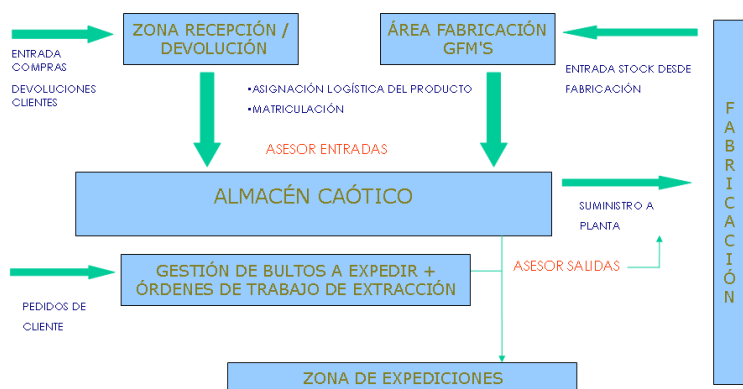 ZONA RECEPCIÓN /
DEVOLUCIÓN
ÁREA FABRICACIÓN
GFM'S
ENTRADA
COMPRAS
DEVOLUCIONES
CLIENTES
•ASIGNACIÓN LOGÍSTICA DEL PRODUCTO
•MATRICULACIÓN
ENTRADA STOCK DESDE
FABRICACIÓN
ASESOR ENTRADAS
ALMACÉN CAÓTICO
SUMINISTRO A
PLANTA
FABRICACIÓN
GESTIÓN DE BULTOS A EXPEDIR +
ÓRDENES DE TRABAJO DE EXTRACCIÓN
ASESOR SALIDAS
PEDIDOS DE
CLIENTE
ZONA DE EXPEDICIONES